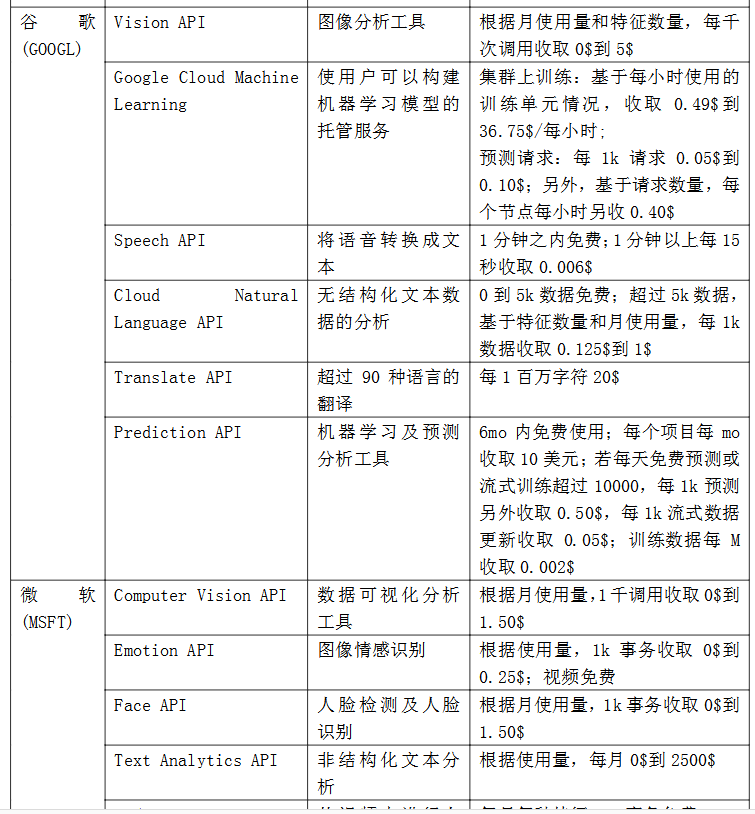 谷歌 Vision API 图像分析工具 根据月使用量和特征数量，每千
(GOOGL) 次调用收取 0$到 5$
Google Cloud Machine 使用户可以构建 集群上训练：基于每小时使用的
Learning 机器学习模型的 训练单元情况，收取 0.49$到
托管服务 36.75$/每小时;
预测请求：每 1k 请求 0.05$到
0.10$；另外，基于请求数量，每
个节点每小时另收 0.40$
Speech API 将语音转换成文 1 分钟之内免费；1 分钟以上每 15
本 秒收取 0.006$
Cloud Natural 无结构化文本数 0 到 5k 数据免费；超过 5k 数据，
Language API 据的分析 基于特征数量和月使用量，每 1k
数据收取 0.125$到 1$
Translate API 超过 90 种语言的 每 1 百万字符 20$
翻译
Prediction API 机器学习及预测 6mo 内免费使用；每个项目每 mo
分析工具 收取 10 美元；若每天免费预测或
流式训练超过 10000，每 1k 预测
另外收取 0.50$，每 1k 流式数据
更新收取 0.05$；训练数据每 M
收取 0.002$
微软 Computer Vision API 数据可视化分析 根据月使用量，1 千调用收取 0$到
(MSFT) 工具 1.50$
Emotion API 图像情感识别 根据使用量，1k 事务收取 0$到
0.25$；视频免费
Face API 人脸检测及人脸 根据月使用量，1k 事务收取 0$到
识别 1.50$
Text Analytics API 非结构化文本分 根据使用量，每月 0$到 2500$
析